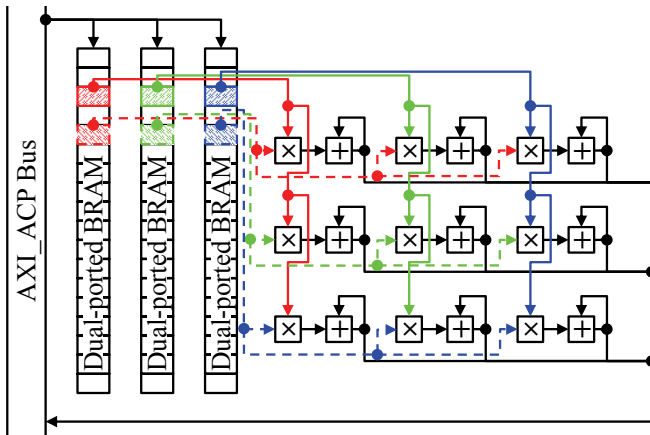 AXI_ACP Bus
Dual-ported BRAM
Dual-ported BRAM
Dual-ported BRAM
× + × + × +
× + × + × +
× + × + × +